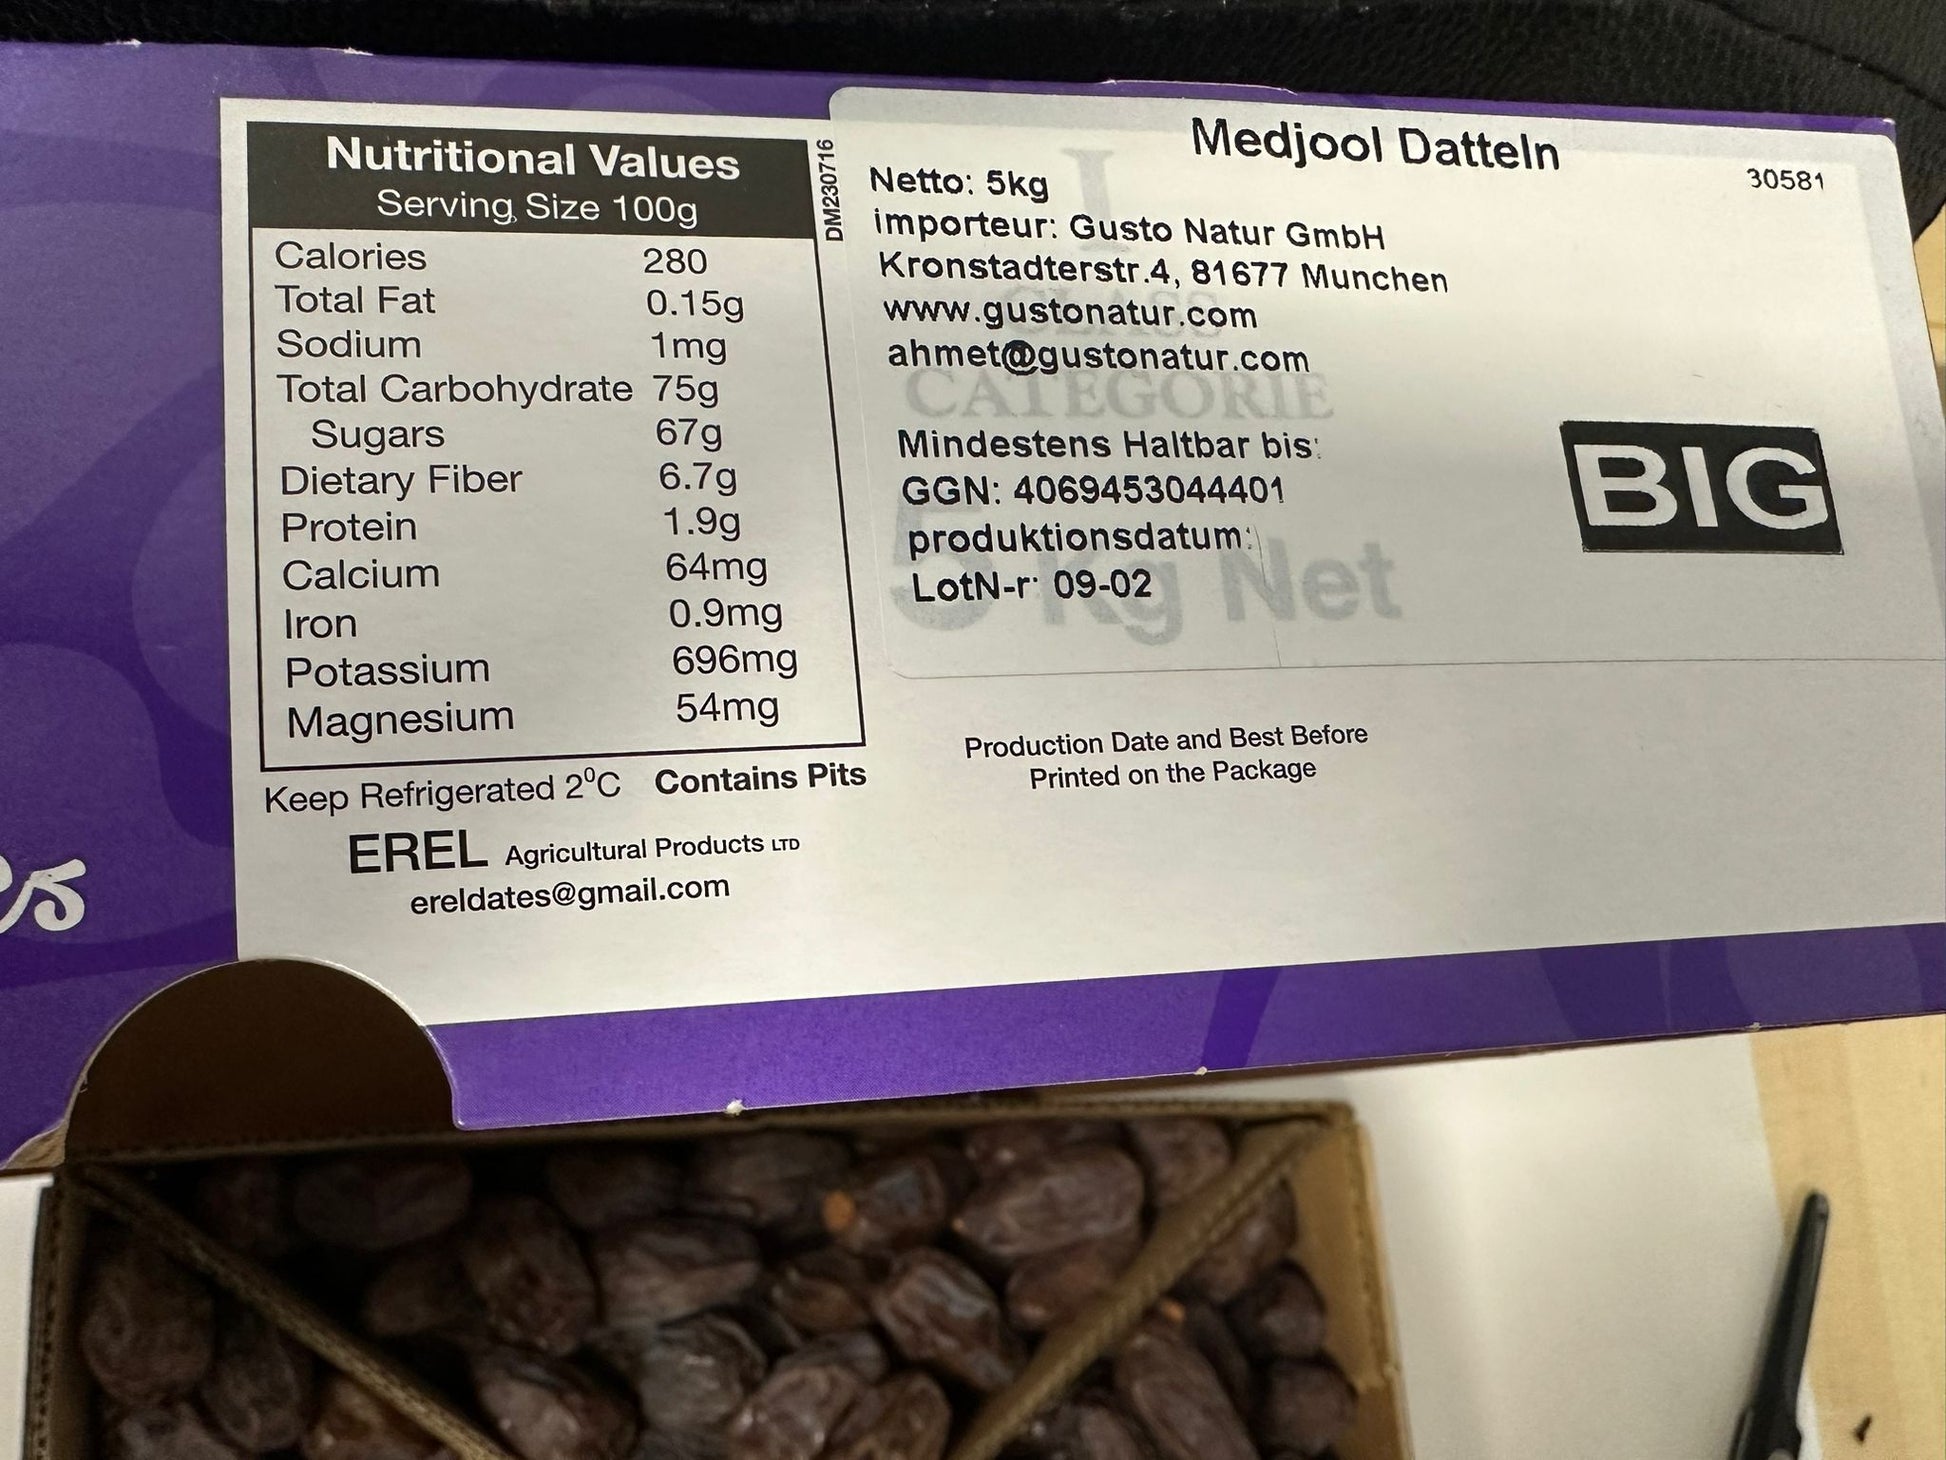 Nutritional Values
Serving Size 100g
Calories 280
Total Fat 0.15g
Sodium 1mg
Total Carbohydrate 75g
Sugars 67g
Dietary Fiber 6.7g
Protein 1.9g
Calcium 64mg
Iron 0.9mg
Potassium 696mg
Magnesium 54mg
Keep Refrigerated 2°C Contains Pits
EREL Agricultural Products LTD
ereldates@gmail.com
DM230716
Medjool Datteln
30581
Netto: 5kg
importeur: Gusto Natur GmbH
Kronstadterstr.4, 81677 Munchen
www.gustonatur.com
ahmet@gustonatur.com
Mindestens Haltbar bis:
GGN: 4069453044401
produktionsdatum:
LotN-r: 09-02
BIG
I
CLASS
CATEGORIE
5 Kg Net
Production Date and Best Before
Printed on the Package